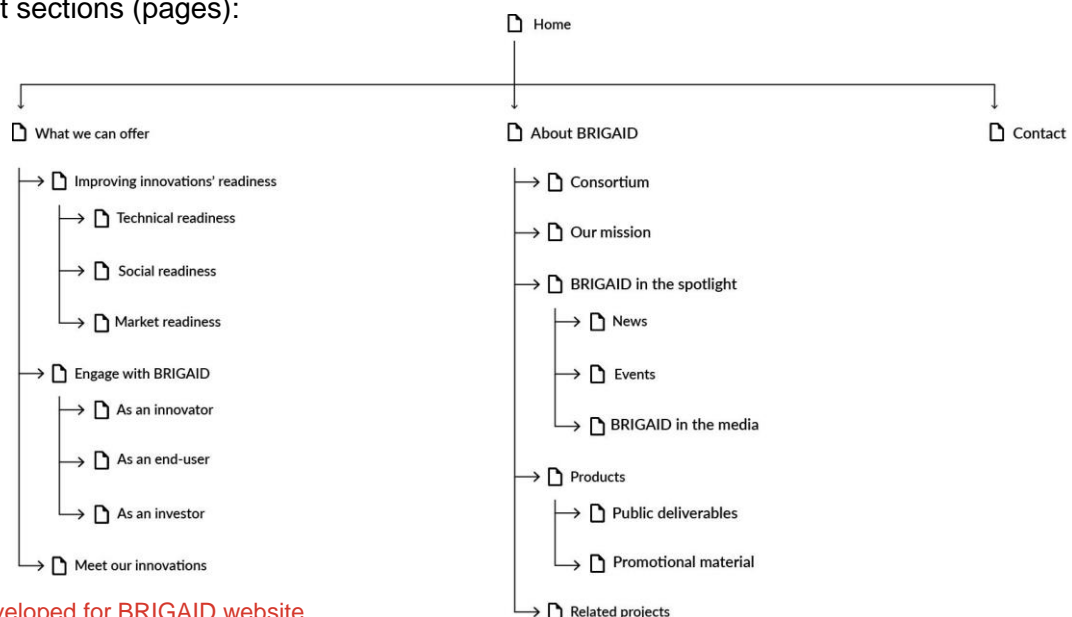 t sections (pages):
Home
What we can offer
Improving innovations' readiness
Technical readiness
Social readiness
Market readiness
Engage with BRIGAID
As an innovator
As an end-user
As an investor
Meet our innovations
About BRIGAID
Consortium
Our mission
BRIGAID in the spotlight
News
Events
BRIGAID in the media
Products
Public deliverables
Promotional material
Related projects
Contact
veloped for BRIGAID website